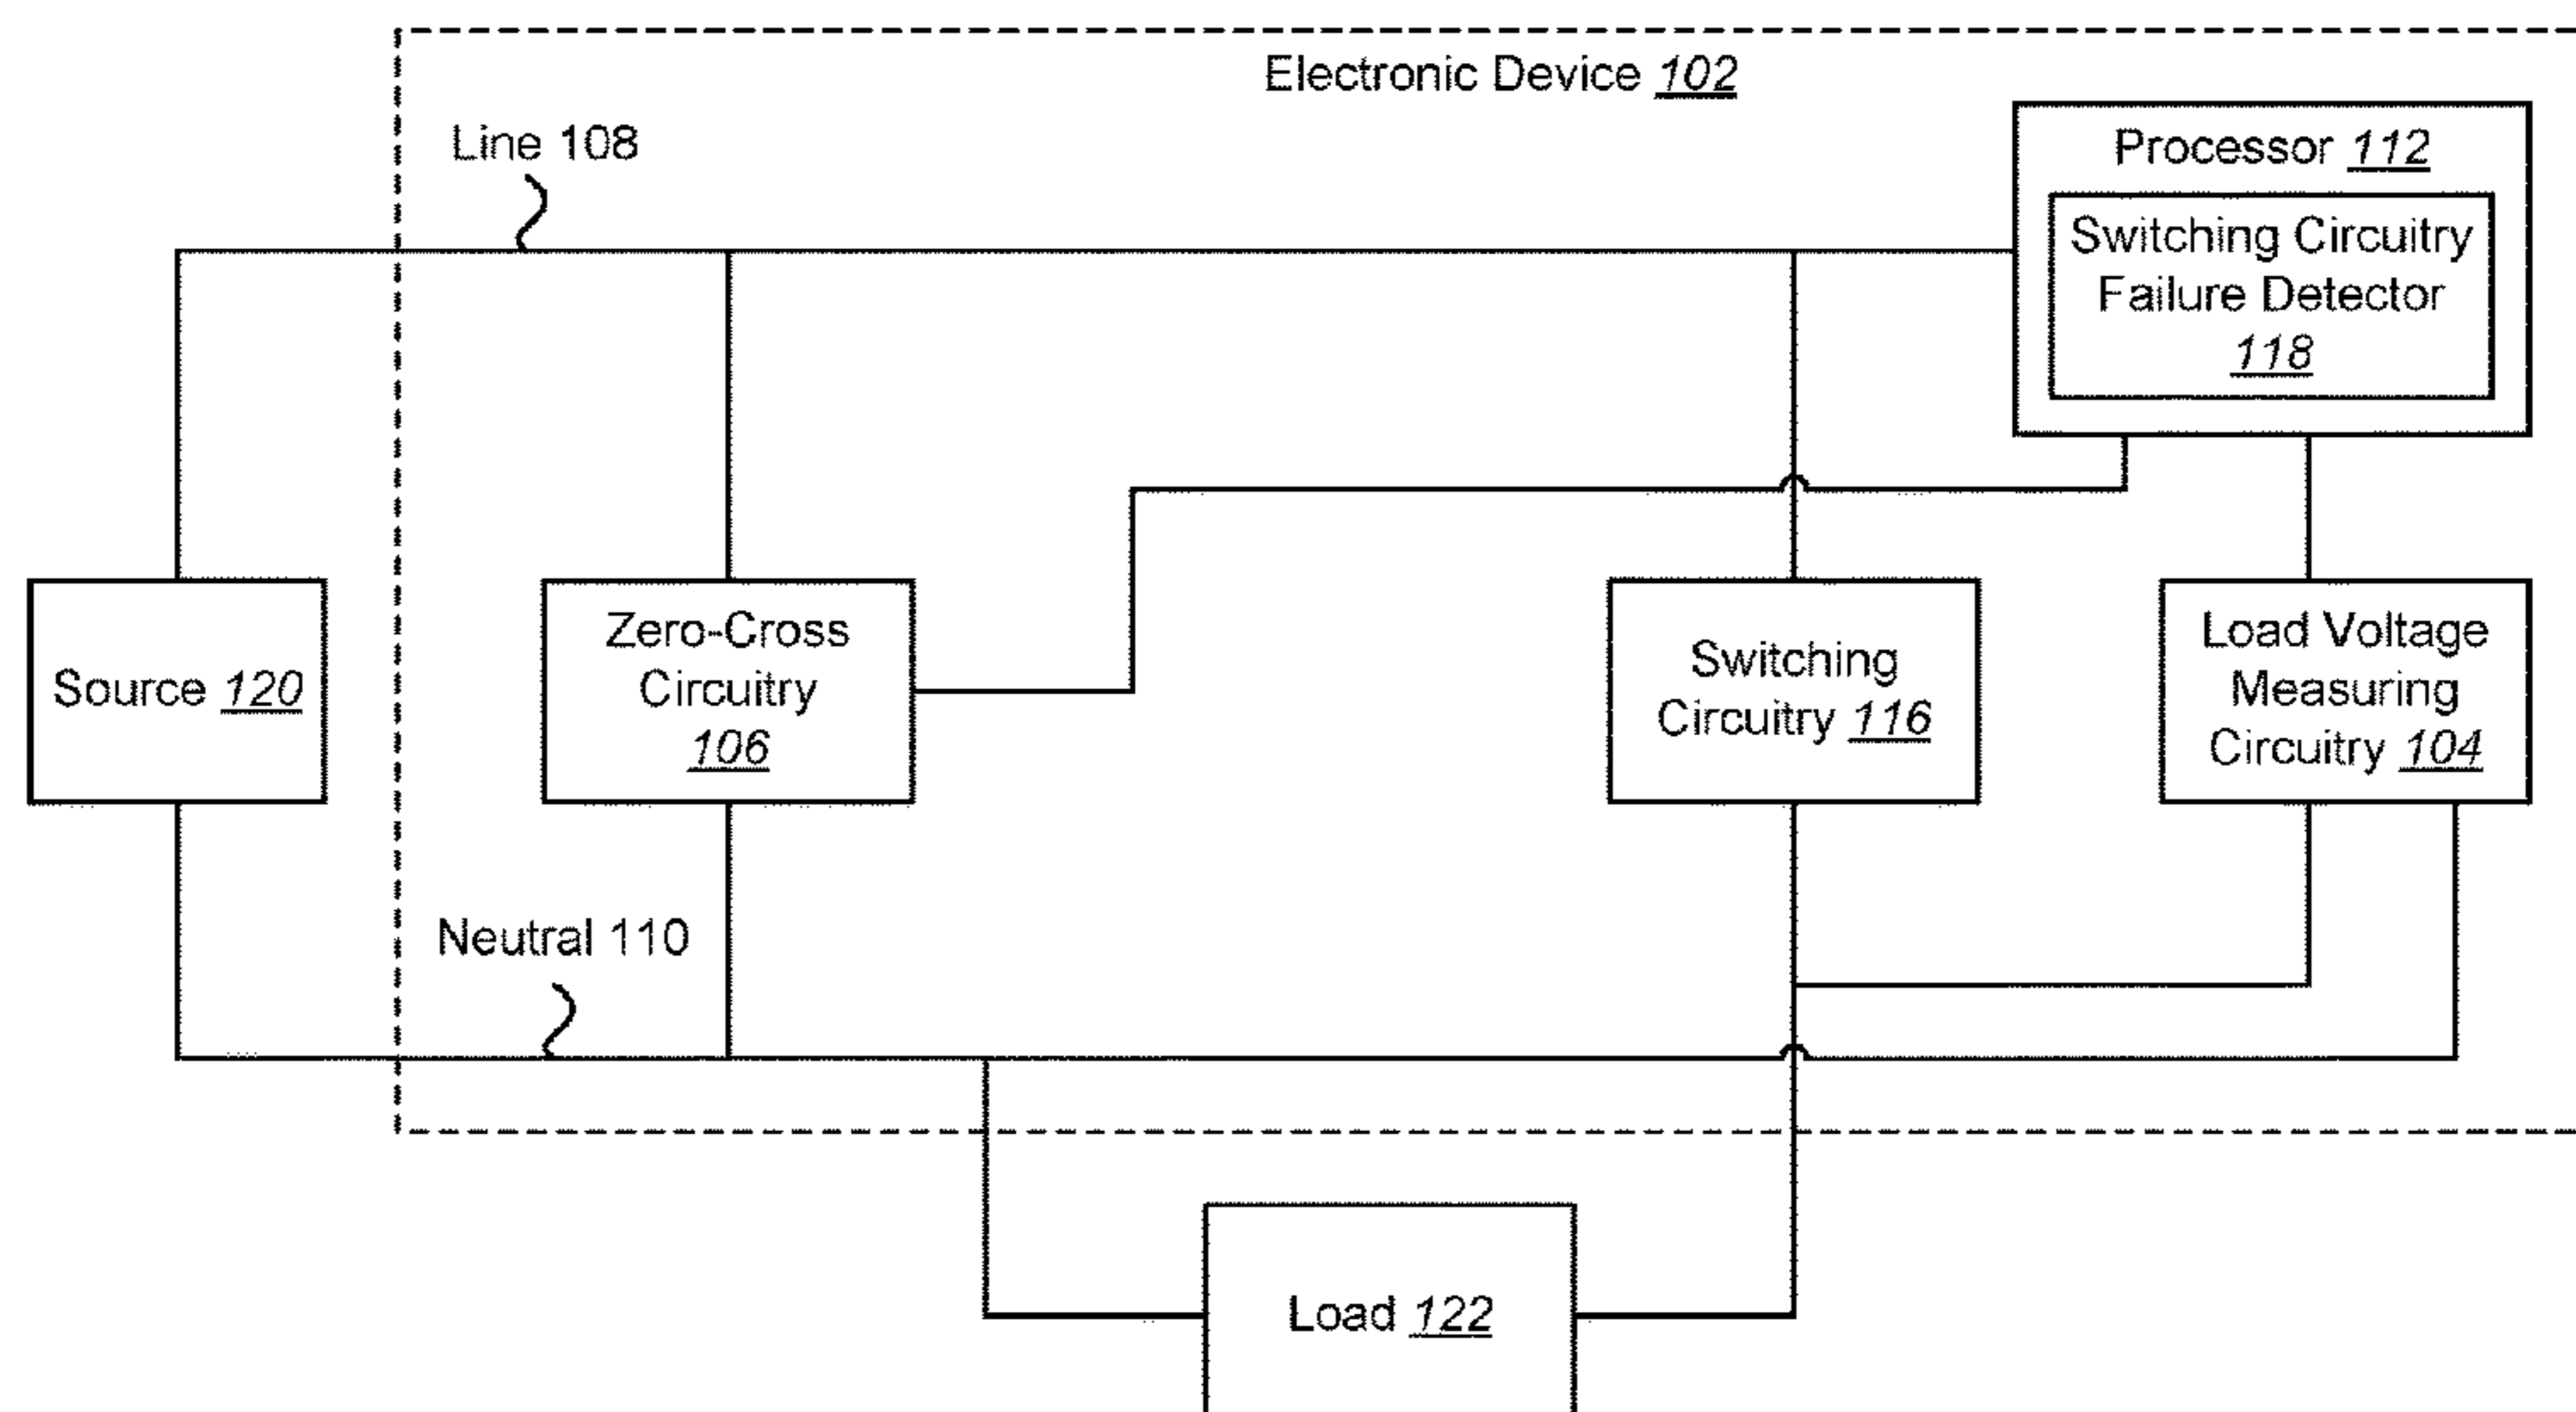 Electronic Device 102
Line 108
Processor 112
Switching Circuitry
Failure Detector
118
Source 120
Zero-Cross
Circuitry
106
Switching
Circuitry 116
Load Voltage
Measuring
Circuitry 104
Neutral 110
Load 122